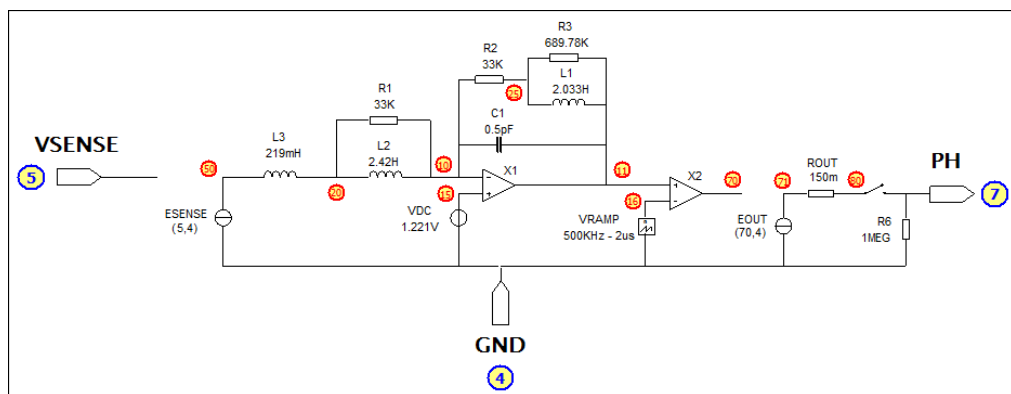 R3
689.78K
R2
33K
L1
2.033H
25
R1
33K
C1
0.5pF
VSENSE
5
50
L3
219mH
L2
2.42H
20
10
X1
11
15
VDC
1.221V
ESENSE
(5,4)
X2
70
16
VRAMP
500KHz - 2us
71
ROUT
150m
80
PH
7
EOUT
(70,4)
R6
1MEG
GND
4